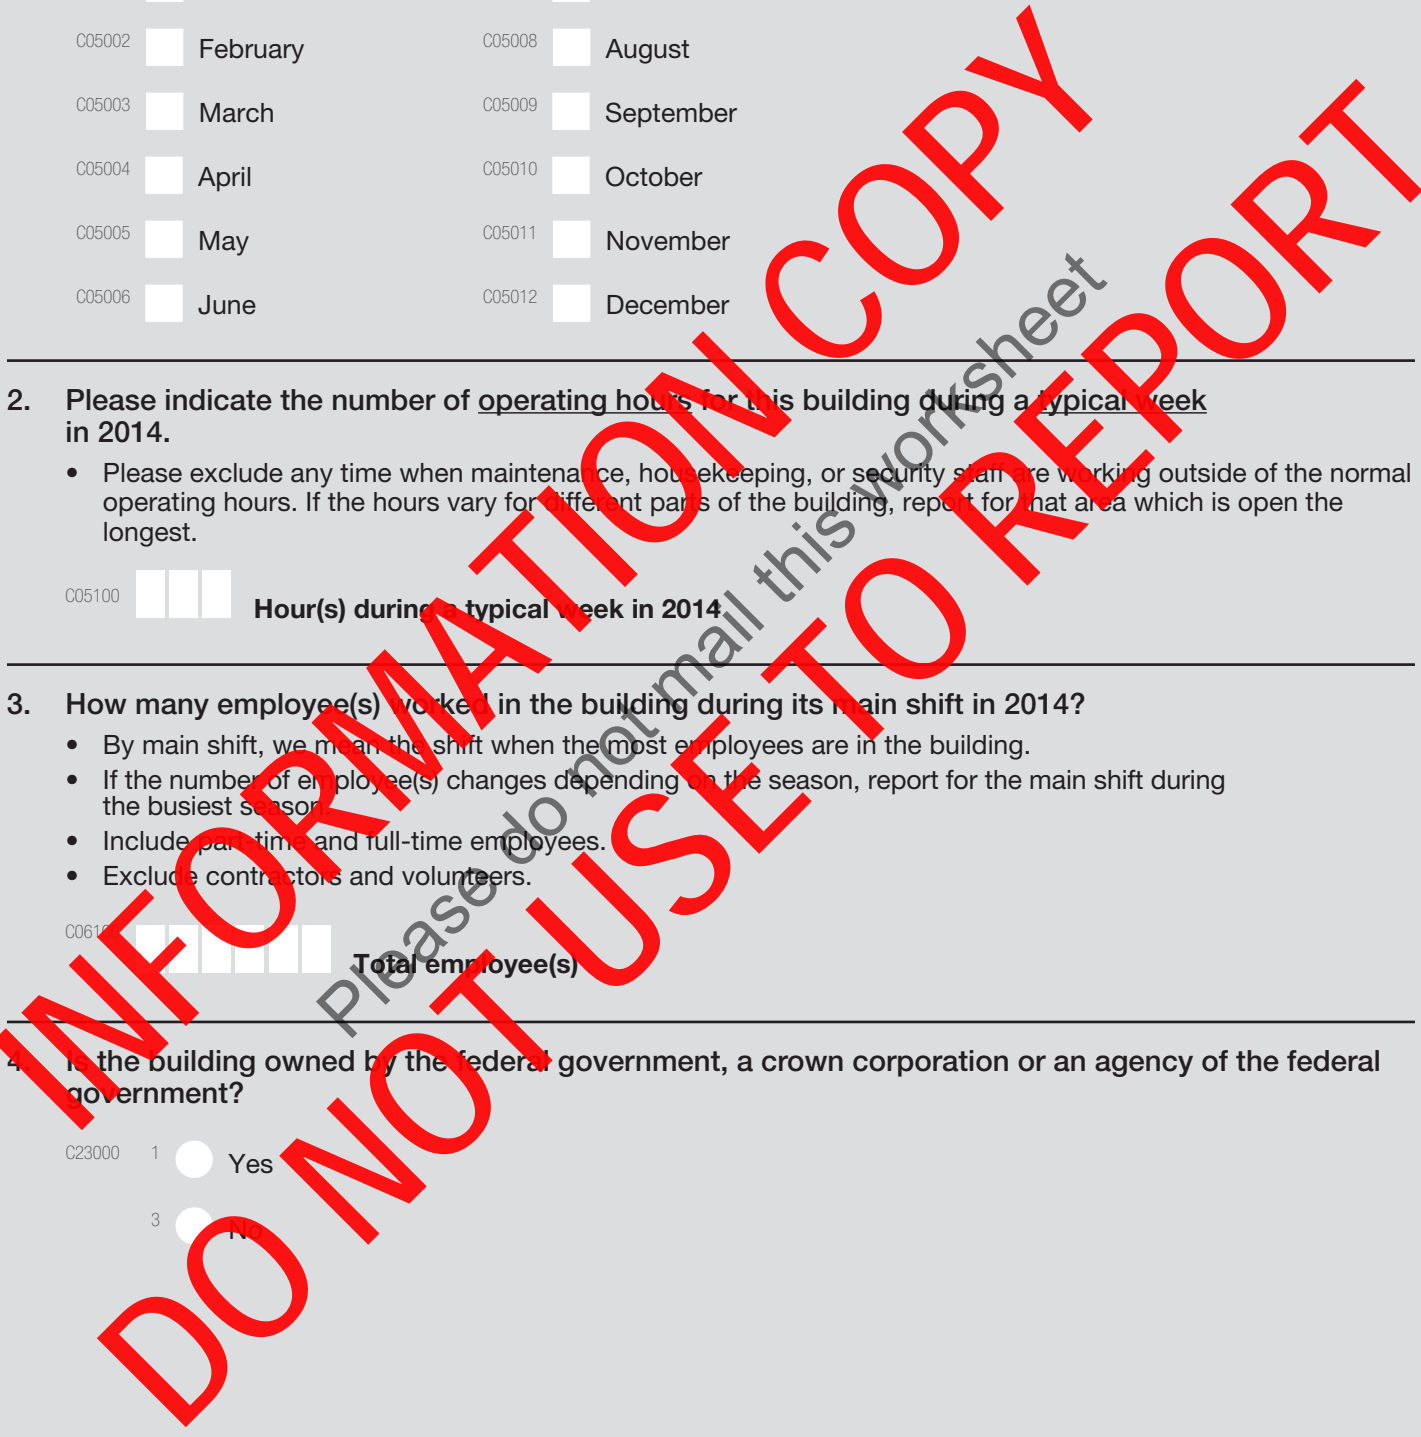 C05002 February C05008 August
C05003 March C05009 September
C05004 April C05010 October
C05005 May C05011 November
C05006 June C05012 December
2. Please indicate the number of operating hours for this building during a typical week
in 2014.
• Please exclude any time when maintenance, housekeeping, or security staff are working outside of the normal
operating hours. If the hours vary for different parts of the building, report for that area which is open the
longest.
C05100 Hour(s) during a typical week in 2014
3. How many employee(s) worked in the building during its main shift in 2014?
• By main shift, we mean the shift when the most employees are in the building.
• If the number of employee(s) changes depending on the season, report for the main shift during
the busiest season.
• Include part-time and full-time employees.
• Exclude contractors and volunteers.
Total employee(s)
4. Is the building owned by the federal government, a crown corporation or an agency of the federal
government?
C23000 1 Yes
3 No
INFORMATION COPY
Please do not mail this worksheet
DO NOT USE TO REPORT